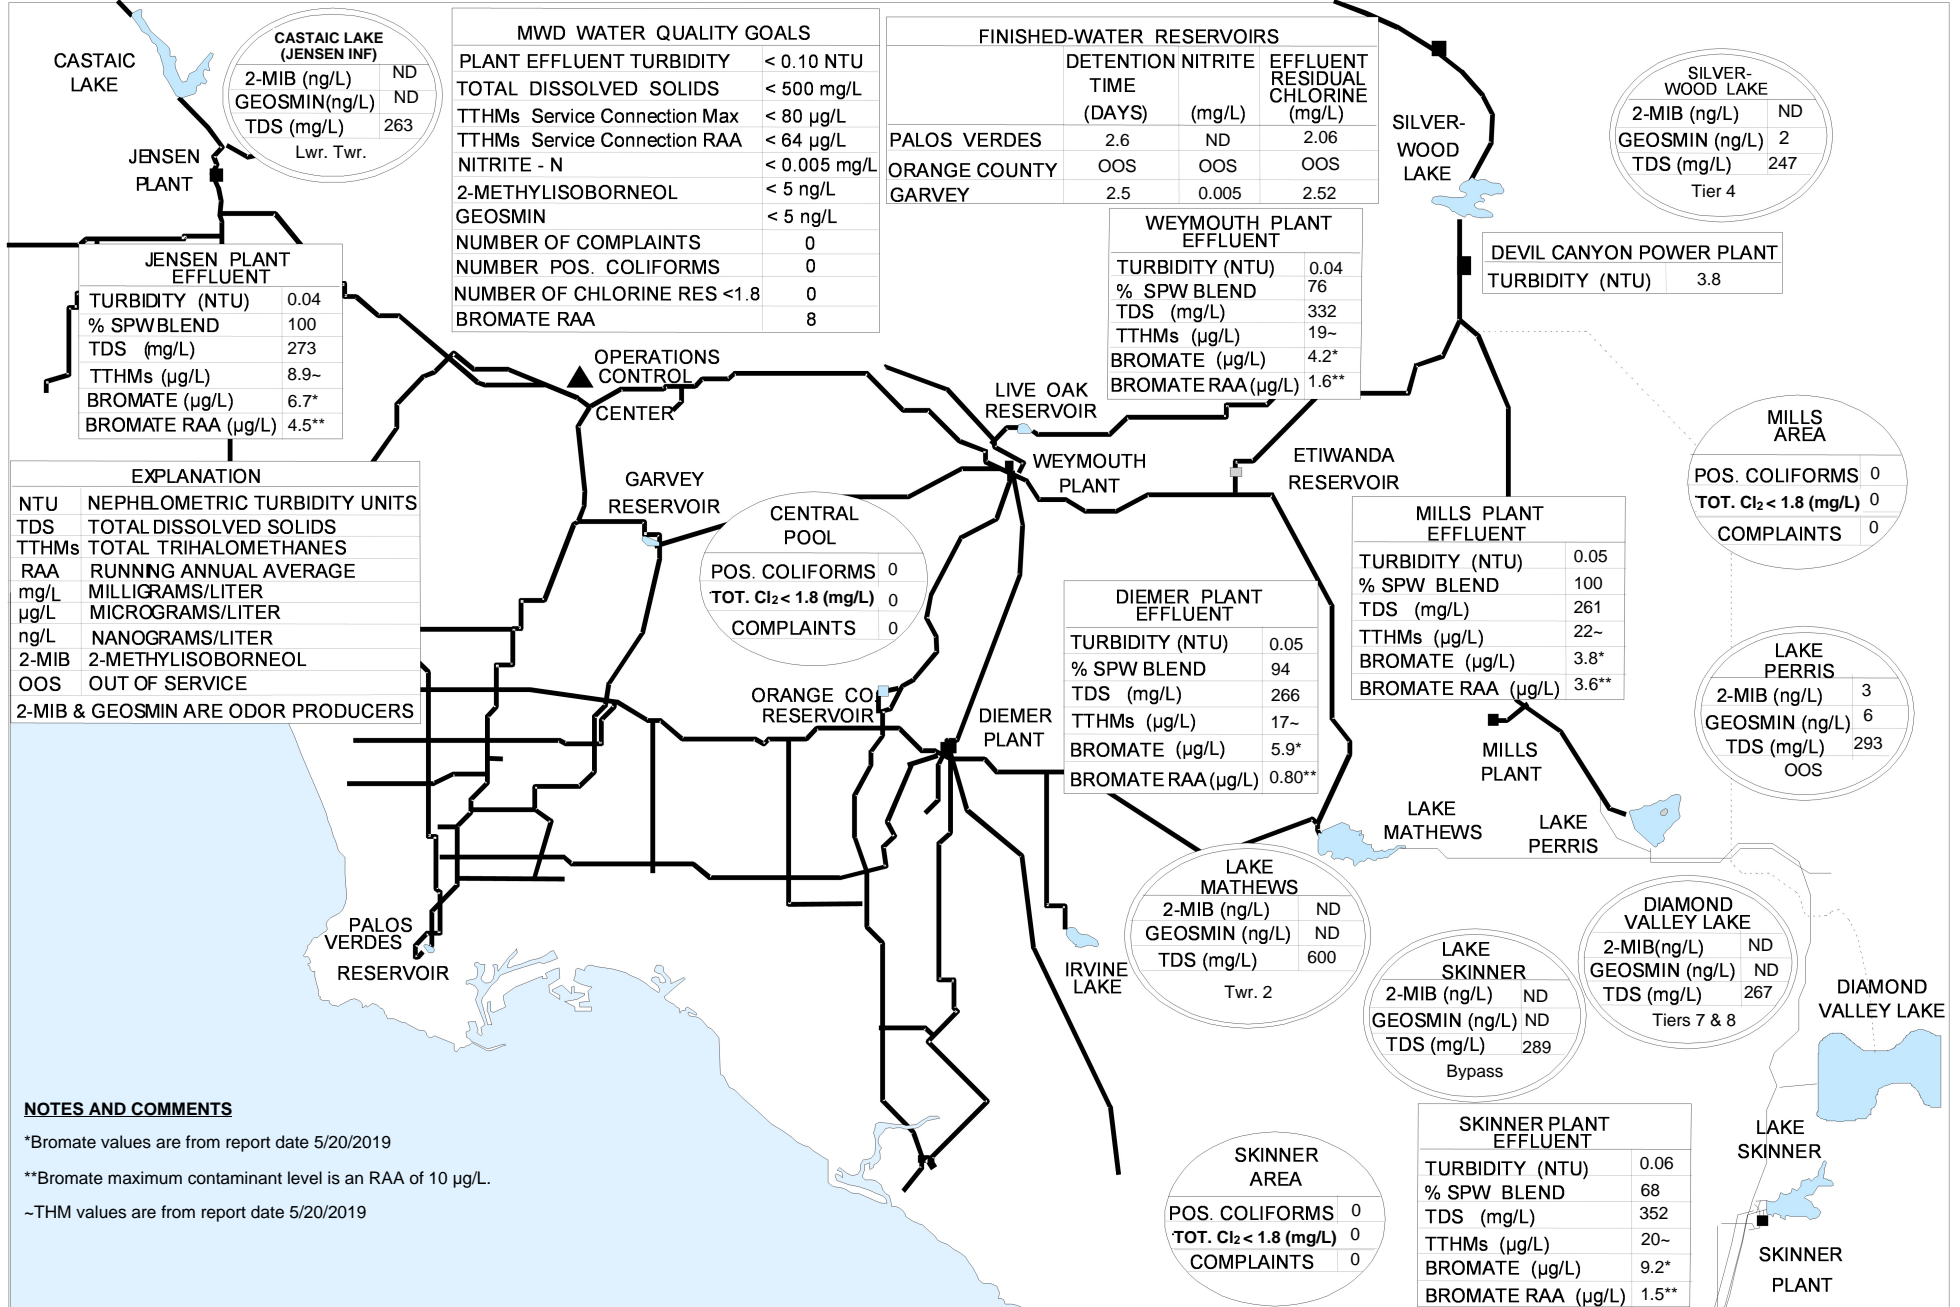 CASTAIC
LAKE
CASTAIC LAKE
(JENSEN INF)
2-MIB (ng/L) ND
GEOSMIN(ng/L) ND
TDS (mg/L) 263
Lwr. Twr.
JENSEN
PLANT
MWD WATER QUALITY GOALS
PLANT EFFLUENT TURBIDITY < 0.10 NTU
TOTAL DISSOLVED SOLIDS < 500 mg/L
TTHMs Service Connection Max < 80 µg/L
TTHMs Service Connection RAA < 64 µg/L
NITRITE - N < 0.005 mg/L
2-METHYLISOBORNEOL < 5 ng/L
GEOSMIN < 5 ng/L
NUMBER OF COMPLAINTS 0
NUMBER POS. COLIFORMS 0
NUMBER OF CHLORINE RES <1.8 0
BROMATE RAA 8
FINISHED-WATER RESERVOIRS
DETENTION NITRITE EFFLUENT
TIME RESIDUAL
CHLORINE
(DAYS) (mg/L) (mg/L)
PALOS VERDES 2.6 ND 2.06
ORANGE COUNTY OOS OOS OOS
GARVEY 2.5 0.005 2.52
SILVER-
WOOD
LAKE
SILVER-
WOOD LAKE
2-MIB (ng/L) ND
GEOSMIN (ng/L) 2
TDS (mg/L) 247
Tier 4
DEVIL CANYON POWER PLANT
TURBIDITY (NTU) 3.8
WEYMOUTH PLANT
EFFLUENT
TURBIDITY (NTU) 0.04
% SPW BLEND 76
TDS (mg/L) 332
TTHMs (µg/L) 19~
BROMATE (µg/L) 4.2*
BROMATE RAA (µg/L) 1.6**
JENSEN PLANT
EFFLUENT
TURBIDITY (NTU) 0.04
% SPW BLEND 100
TDS (mg/L) 273
TTHMs (µg/L) 8.9~
BROMATE (µg/L) 6.7*
BROMATE RAA (µg/L) 4.5**
OPERATIONS
CONTROL
CENTER
LIVE OAK
RESERVOIR
WEYMOUTH
PLANT
ETIWANDA
RESERVOIR
GARVEY
RESERVOIR
EXPLANATION
NTU NEPHELOMETRIC TURBIDITY UNITS
TDS TOTAL DISSOLVED SOLIDS
TTHMs TOTAL TRIHALOMETHANES
RAA RUNNING ANNUAL AVERAGE
mg/L MILLIGRAMS/LITER
µg/L MICROGRAMS/LITER
ng/L NANOGRAMS/LITER
2-MIB 2-METHYLISOBORNEOL
OOS OUT OF SERVICE
2-MIB & GEOSMIN ARE ODOR PRODUCERS
CENTRAL
POOL
POS. COLIFORMS 0
TOT. Cl2 < 1.8 (mg/L) 0
COMPLAINTS 0
MILLS
AREA
POS. COLIFORMS 0
TOT. Cl2 < 1.8 (mg/L) 0
COMPLAINTS 0
MILLS PLANT
EFFLUENT
TURBIDITY (NTU) 0.05
% SPW BLEND 100
TDS (mg/L) 261
TTHMs (µg/L) 22~
BROMATE (µg/L) 3.8*
BROMATE RAA (µg/L) 3.6**
DIEMER PLANT
EFFLUENT
TURBIDITY (NTU) 0.05
% SPW BLEND 94
TDS (mg/L) 266
TTHMs (µg/L) 17~
BROMATE (µg/L) 5.9*
BROMATE RAA (µg/L) 0.80**
LAKE
PERRIS
2-MIB (ng/L) 3
GEOSMIN (ng/L) 6
TDS (mg/L) 293
OOS
ORANGE CO
RESERVOIR
DIEMER
PLANT
MILLS
PLANT
LAKE
MATHEWS
LAKE
PERRIS
LAKE
MATHEWS
2-MIB (ng/L) ND
GEOSMIN (ng/L) ND
TDS (mg/L) 600
Twr. 2
DIAMOND
VALLEY LAKE
2-MIB(ng/L) ND
GEOSMIN (ng/L) ND
TDS (mg/L) 267
Tiers 7 & 8
LAKE
SKINNER
2-MIB (ng/L) ND
GEOSMIN (ng/L) ND
TDS (mg/L) 289
Bypass
PALOS
VERDES
RESERVOIR
IRVINE
LAKE
DIAMOND
VALLEY LAKE
NOTES AND COMMENTS
*Bromate values are from report date 5/20/2019
**Bromate maximum contaminant level is an RAA of 10 µg/L.
~THM values are from report date 5/20/2019
SKINNER
AREA
POS. COLIFORMS 0
TOT. Cl2 < 1.8 (mg/L) 0
COMPLAINTS 0
SKINNER PLANT
EFFLUENT
TURBIDITY (NTU) 0.06
% SPW BLEND 68
TDS (mg/L) 352
TTHMs (µg/L) 20~
BROMATE (µg/L) 9.2*
BROMATE RAA (µg/L) 1.5**
LAKE
SKINNER
SKINNER
PLANT